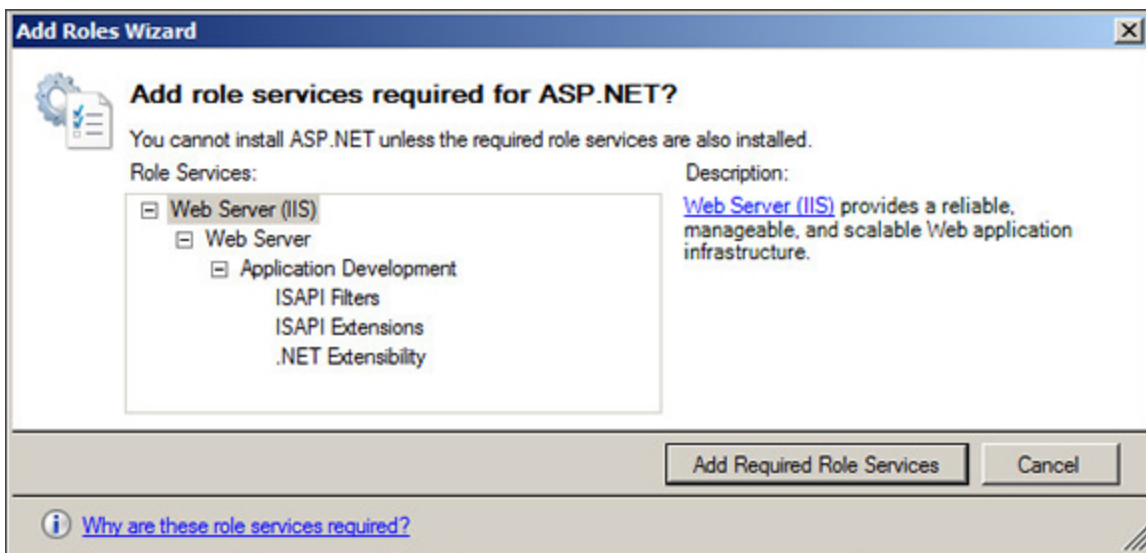 Add Roles Wizard
Add role services required for ASP.NET?
You cannot install ASP.NET unless the required role services are also installed.
Role Services:
Web Server (IIS)
Web Server
Application Development
ISAPI Filters
ISAPI Extensions
.NET Extensibility
Description:
Web Server (IIS) provides a reliable,
manageable, and scalable Web application
infrastructure.
Add Required Role Services
Cancel
Why are these role services required?